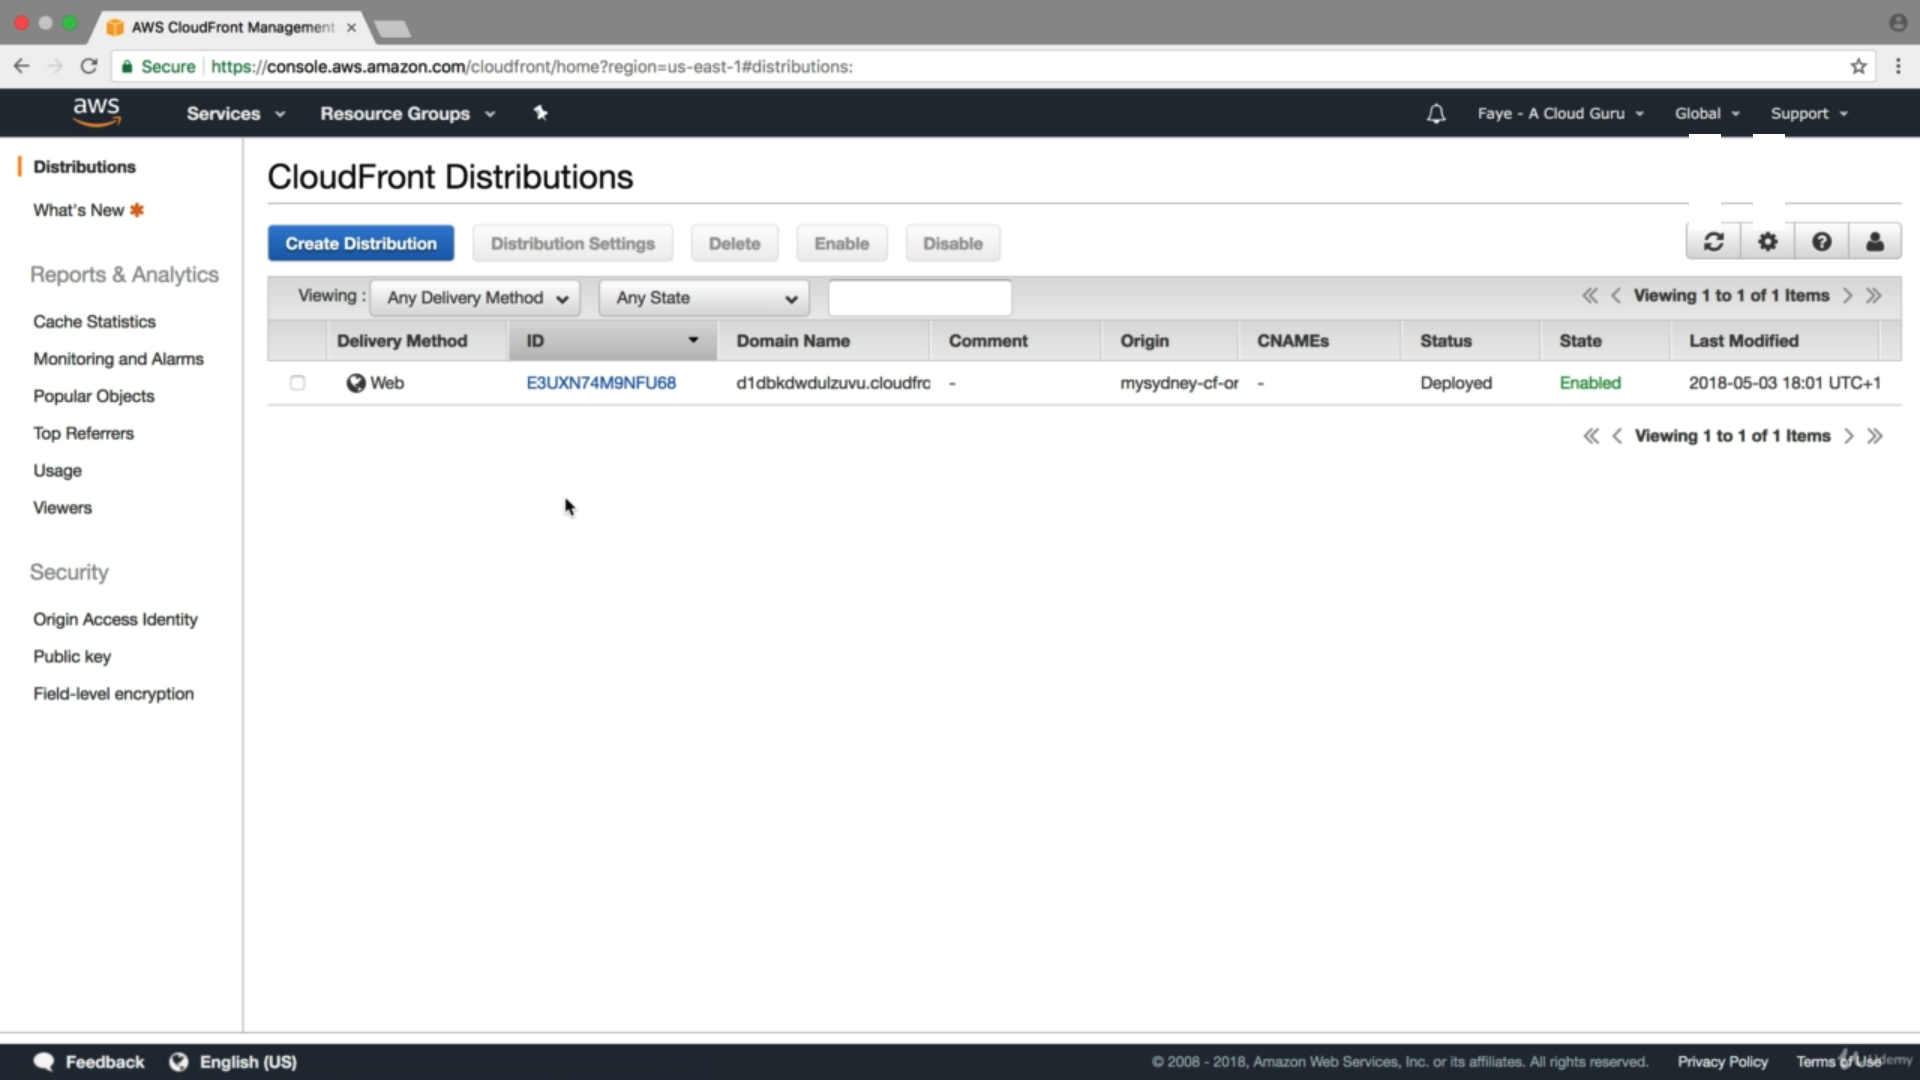 AWS CloudFront Management
Secure https://console.aws.amazon.com/cloudfront/home?region=us-east-1#distributions:
aws Services Resource Groups Faye - A Cloud Guru Global Support
Distributions
What's New
Reports & Analytics
Cache Statistics
Monitoring and Alarms
Popular Objects
Top Referrers
Usage
Viewers
Security
Origin Access Identity
Public key
Field-level encryption
CloudFront Distributions
Create Distribution Distribution Settings Delete Enable Disable
Viewing : Any Delivery Method Any State Viewing 1 to 1 of 1 Items
Delivery Method ID Domain Name Comment Origin CNAMEs Status State Last Modified
Web E3UXN74M9NFU68 d1dbkdwdulzuvu.cloudfrc - mysydney-cf-or - Deployed Enabled 2018-05-03 18:01 UTC+1
Viewing 1 to 1 of 1 Items
Feedback English (US) © 2008 - 2018, Amazon Web Services, Inc. or its affiliates. All rights reserved. Privacy Policy Terms of Use